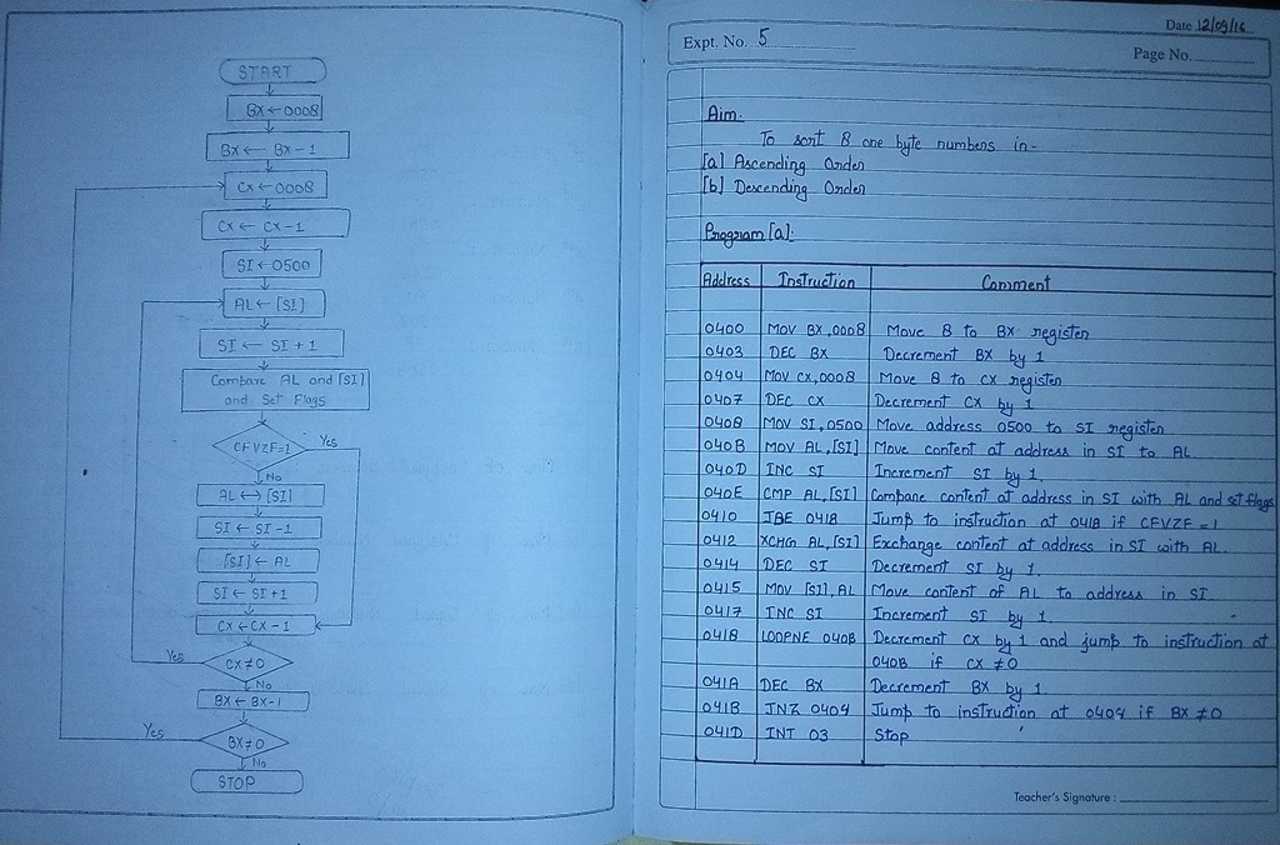 START
BX ← 0008
BX ← BX - 1
CX ← 0008
CX ← CX - 1
SI ← 0500
AL ← [SI]
SI ← SI + 1
Compare AL and [SI]
and Set Flags
CFVZF=1
Yes
No
AL ↔ [SI]
SI ← SI - 1
[SI] ← AL
SI ← SI + 1
CX ← CX - 1
CX ≠ 0
Yes
No
BX ← BX - 1
BX ≠ 0
Yes
No
STOP
Date 12/09/16
Expt. No. 5
Page No.
Aim.
To sort 8 one byte numbers in-
[a] Ascending Order
[b] Descending Order
Program [a]:
Address Instruction Comment
0400 MOV BX,0008 Move 8 to BX register
0403 DEC BX Decrement BX by 1
0404 MOV CX,0008 Move 8 to CX register
0407 DEC CX Decrement CX by 1
0408 MOV SI,0500 Move address 0500 to SI register
040B MOV AL,[SI] Move content at address in SI to AL
040D INC SI Increment SI by 1.
040E CMP AL,[SI] Compare content at address in SI with AL and set flags
0410 JBE 0418 Jump to instruction at 0418 if CFVZF = 1
0412 XCHG AL,[SI] Exchange content at address in SI with AL.
0414 DEC SI Decrement SI by 1.
0415 MOV [SI],AL Move content of AL to address in SI
0417 INC SI Increment SI by 1.
0418 LOOPNE 040B Decrement CX by 1 and jump to instruction at
040B if CX ≠ 0
041A DEC BX Decrement BX by 1
041B JNZ 0404 Jump to instruction at 0404 if BX ≠ 0
041D INT 03 Stop
Teacher's Signature :